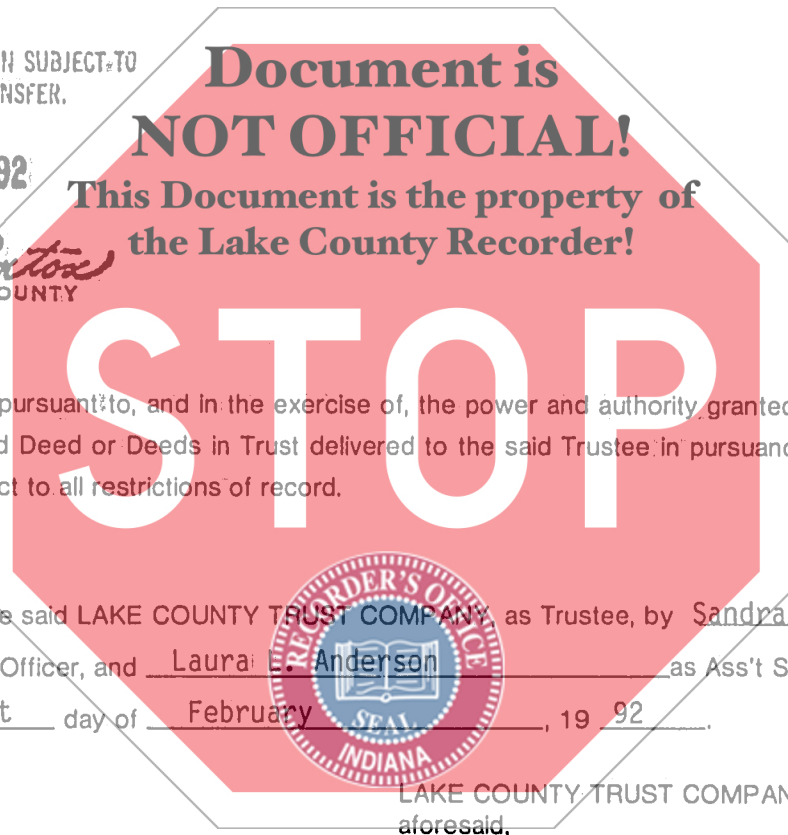 N SUBJECT TO
NSFER.
Document is
NOT OFFICIAL!
92
This Document is the property of
the Lake County Recorder!
OUNTY
STOP
pursuant to, and in the exercise of, the power and authority granted
d Deed or Deeds in Trust delivered to the said Trustee in pursuanc
ct to all restrictions of record.
e said LAKE COUNTY TRUST COMPANY, as Trustee, by Sandra
Officer, and Laura E. Anderson as Ass't S
t day of February, 19 92.
RECORDER'S OFFICE
SEAL
INDIANA
LAKE COUNTY TRUST COMPAN
aforesaid,